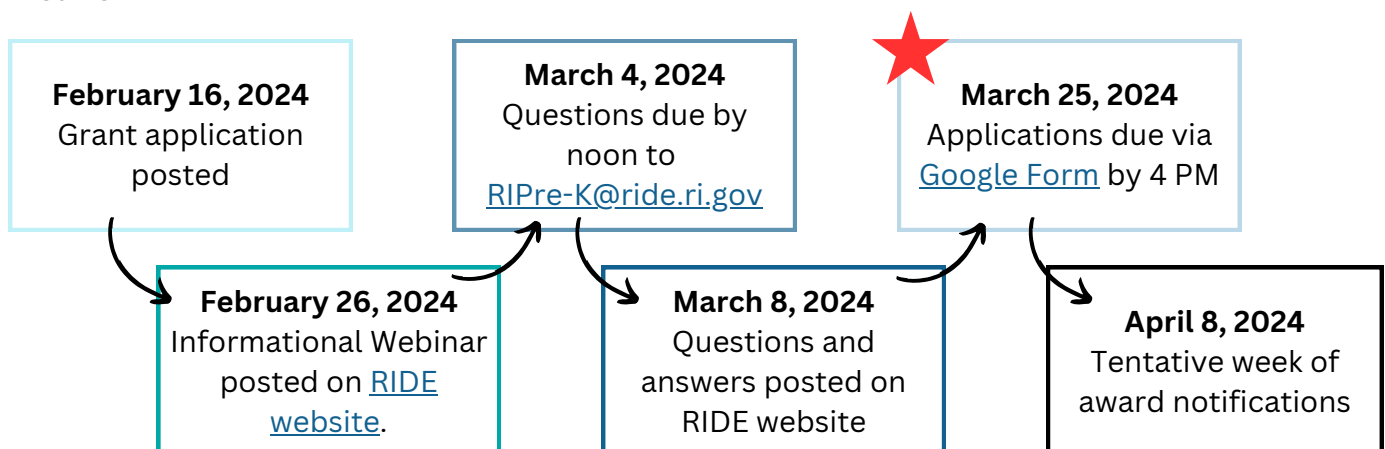 February 16, 2024
Grant application
posted
February 26, 2024
Informational Webinar
posted on RIDE
website.
March 4, 2024
Questions due by
noon to
RIPre-K@ride.ri.gov
March 8, 2024
Questions and
answers posted on
RIDE website
March 25, 2024
Applications due via
Google Form by 4 PM
April 8, 2024
Tentative week of
award notifications